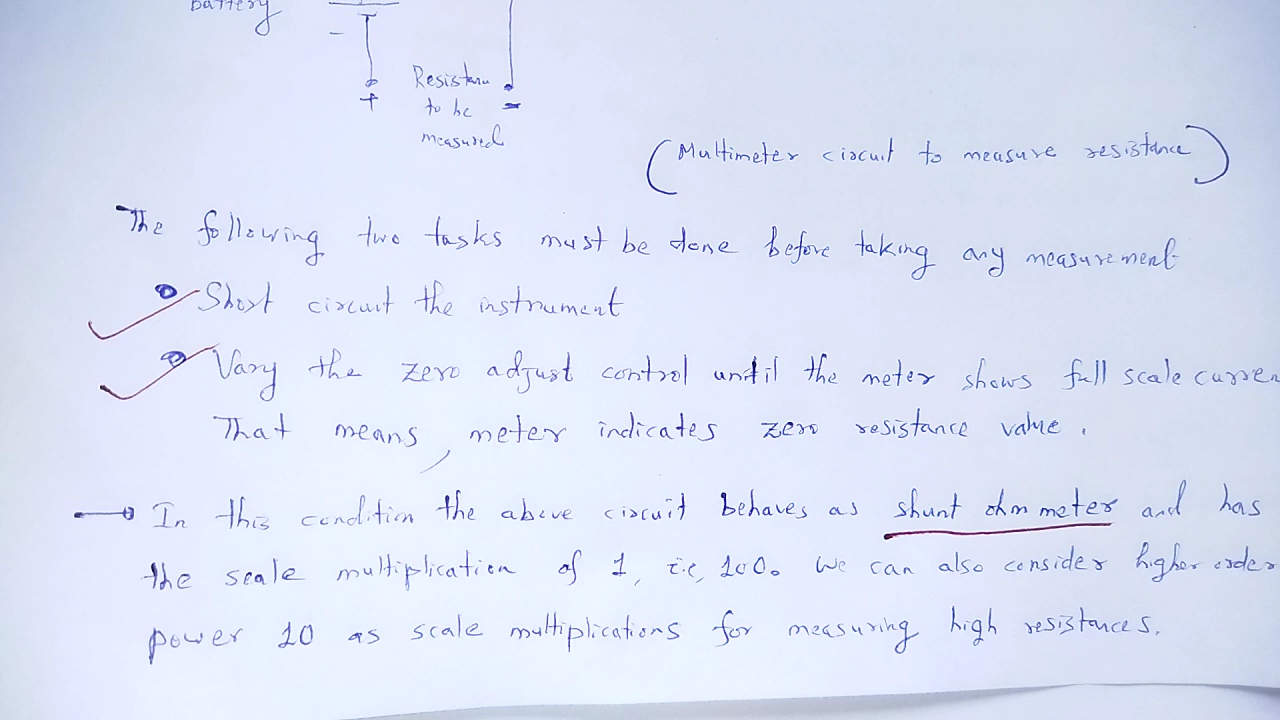 Battery
-
+ Resistance -
to be
measured
(Multimeter circuit to measure resistance)
The following two tasks must be done before taking any measurement
Short circuit the instrument
Vary the zero adjust control until the meter shows full scale curren
That means, meter indicates zero resistance value.
In this condition the above circuit behaves as shunt ohm meter and has
the scale multiplication of 1, i.e, 100. We can also consider higher order
power 10 as scale multiplications for measuring high resistances.